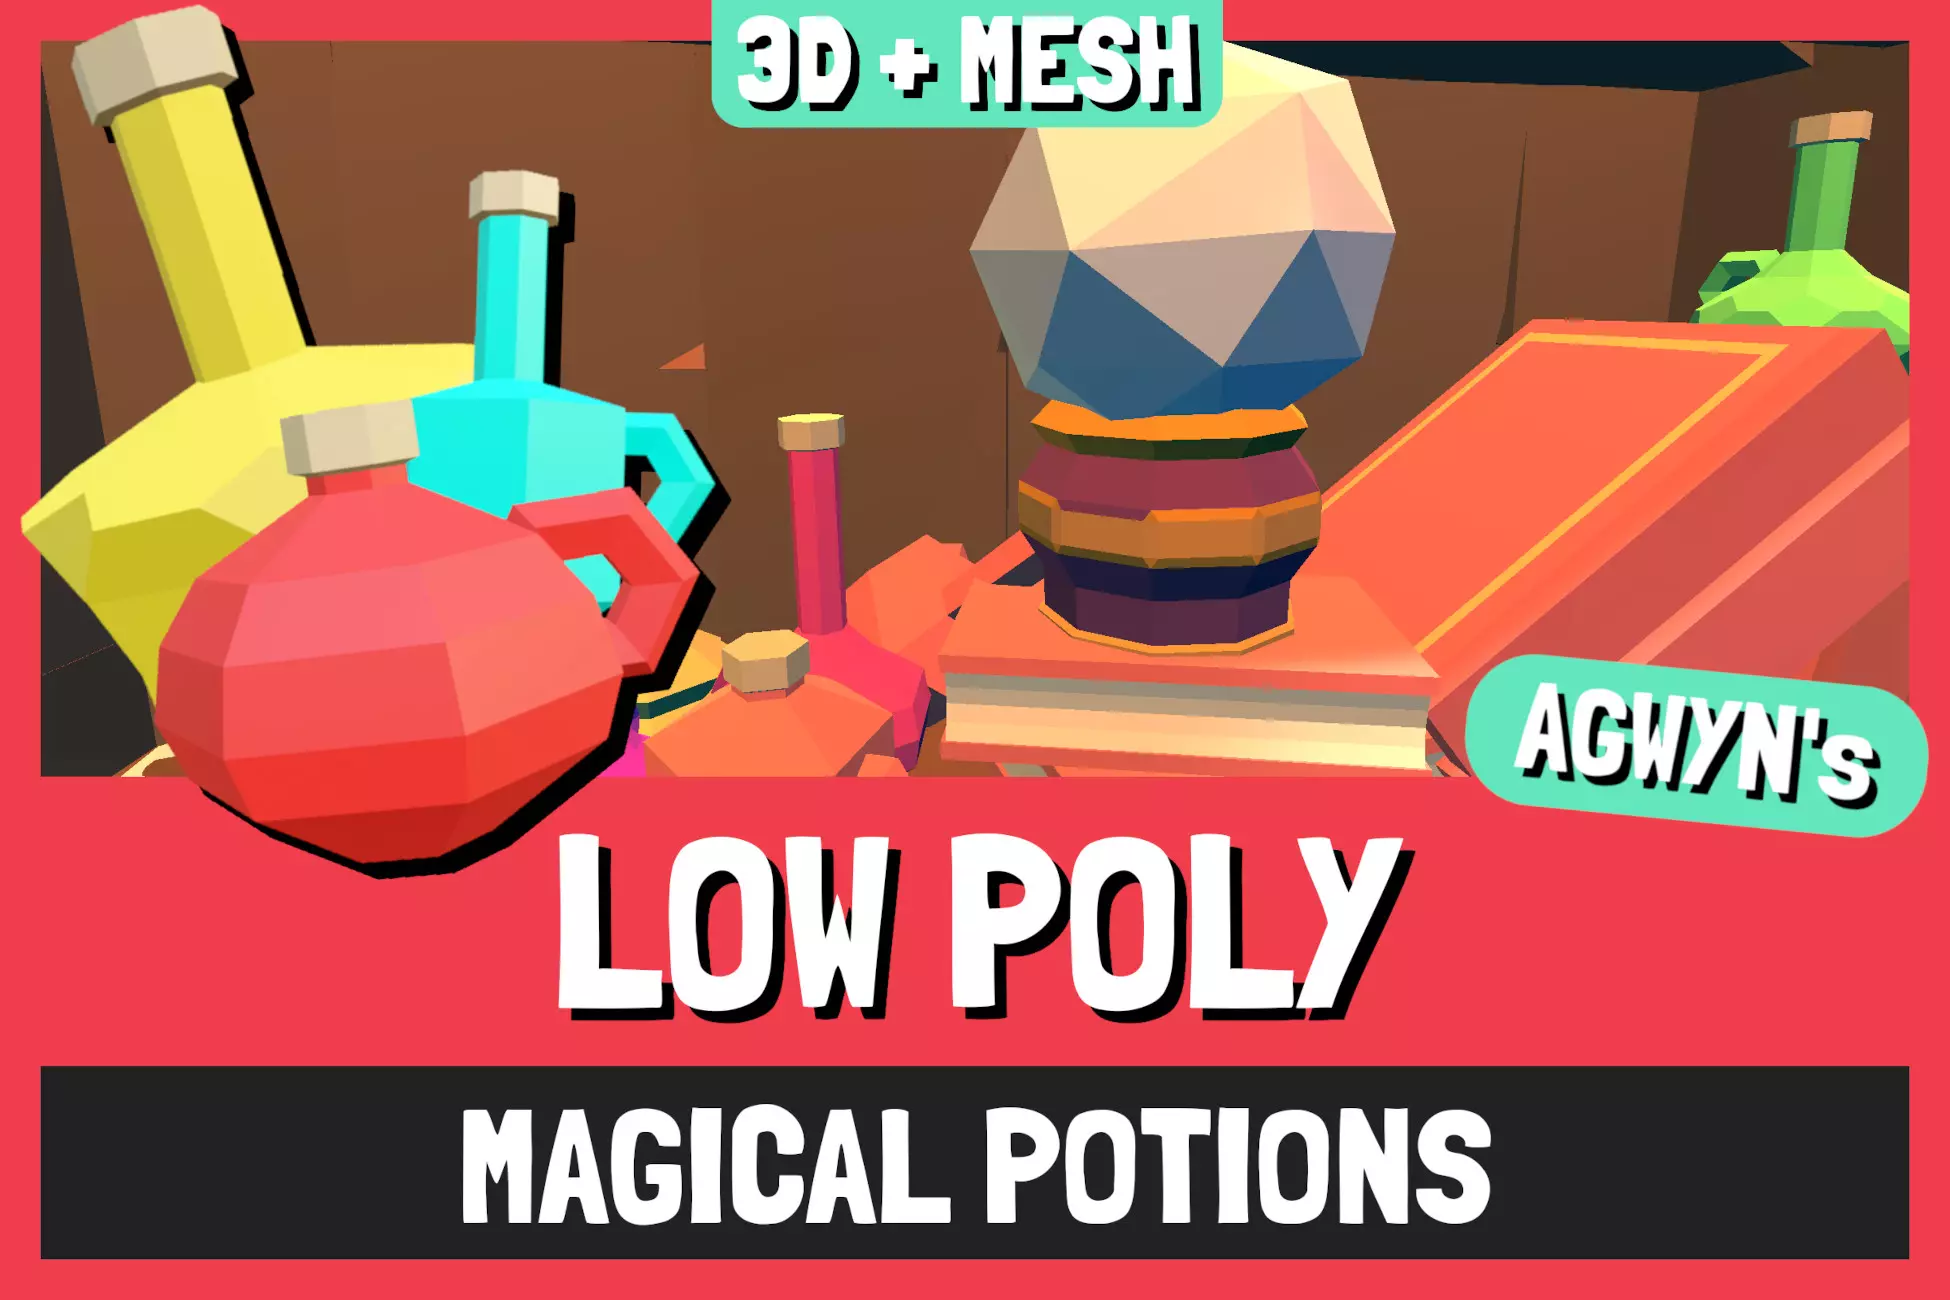 3D + MESH
AGWYN's
LOW POLY
MAGICAL POTIONS